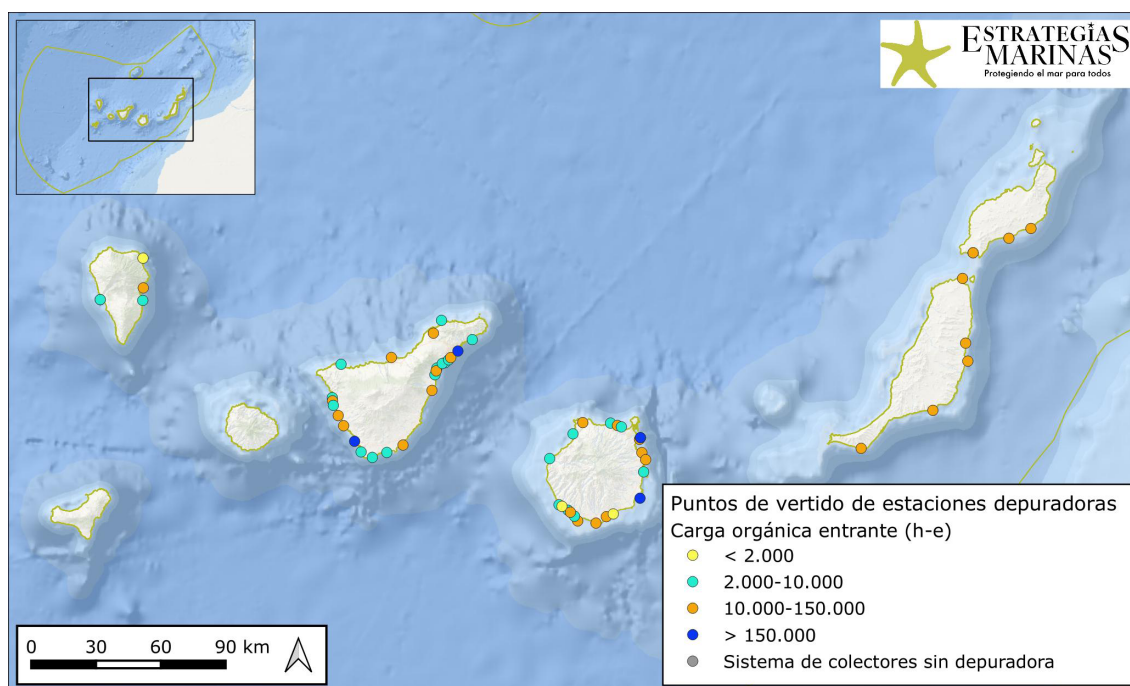 ESTRATEGIAS
MARINAS
Protegiendo el mar para todos
Puntos de vertido de estaciones depuradoras
Carga orgánica entrante (h-e)
< 2.000
2.000-10.000
10.000-150.000
> 150.000
Sistema de colectores sin depuradora
0 30 60 90 km